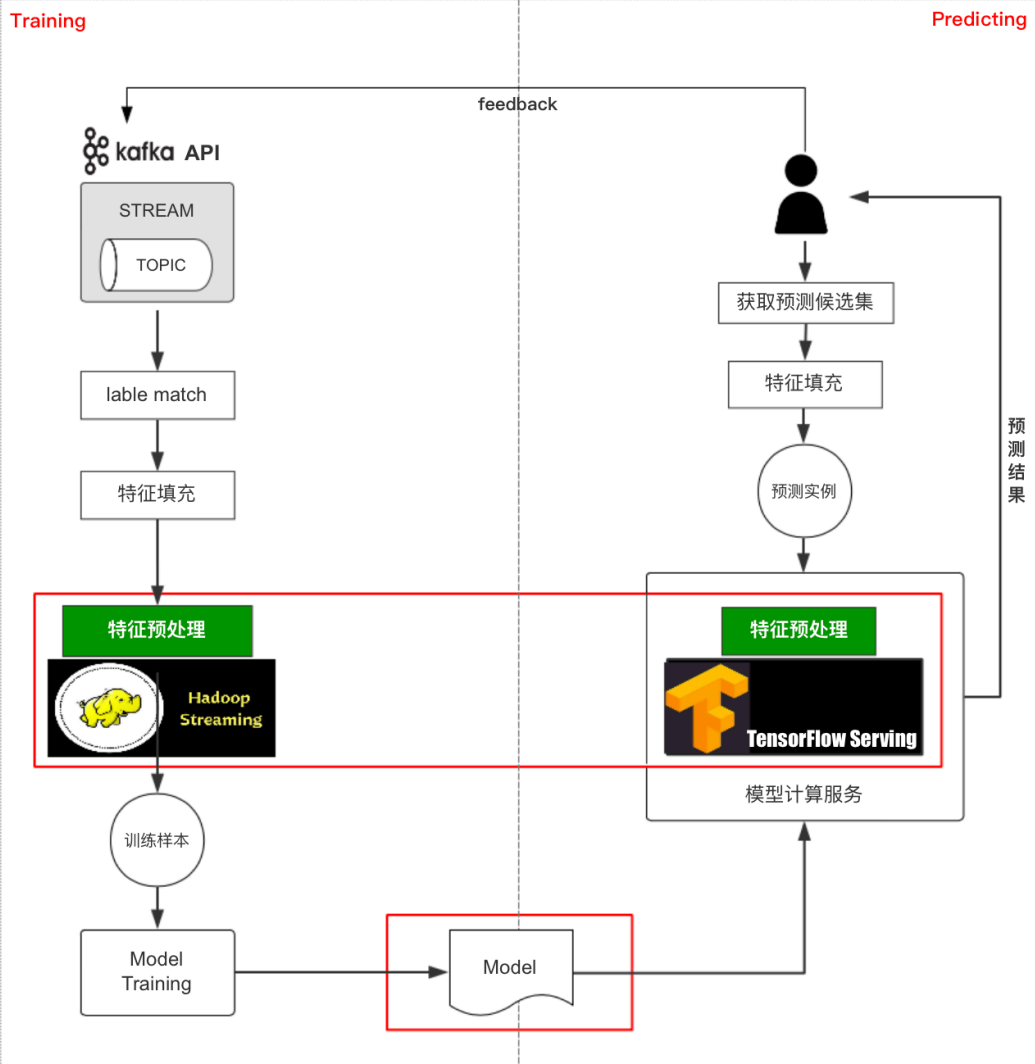 Training
Predicting
feedback
kafka API
STREAM
TOPIC
lable match
特征填充
特征预处理
Hadoop
Streaming
训练样本
Model
Training
Model
获取预测候选集
特征填充
预测实例
特征预处理
TensorFlow Serving
模型计算服务
预测结果